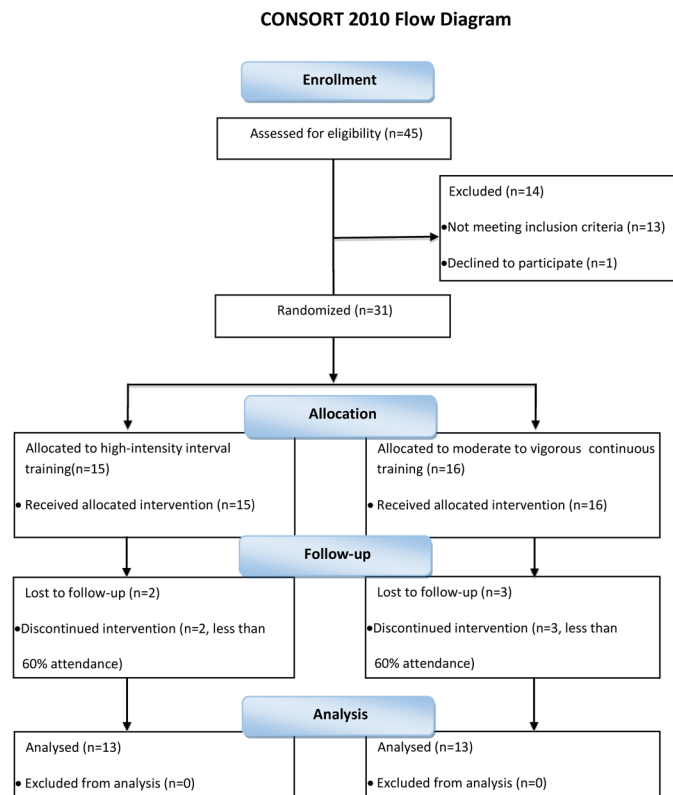 CONSORT 2010 Flow Diagram
Enrollment
Assessed for eligibility (n=45)
Excluded (n=14)
●Not meeting inclusion criteria (n=13)
●Declined to participate (n=1)
Randomized (n=31)
Allocation
Allocated to high-intensity interval
training(n=15)
● Received allocated intervention (n=15)
Allocated to moderate to vigorous continuous
training (n=16)
● Received allocated intervention (n=16)
Follow-up
Lost to follow-up (n=2)
●Discontinued intervention (n=2, less than
60% attendance)
Lost to follow-up (n=3)
●Discontinued intervention (n=3, less than
60% attendance)
Analysis
Analysed (n=13)
● Excluded from analysis (n=0)
Analysed (n=13)
● Excluded from analysis (n=0)